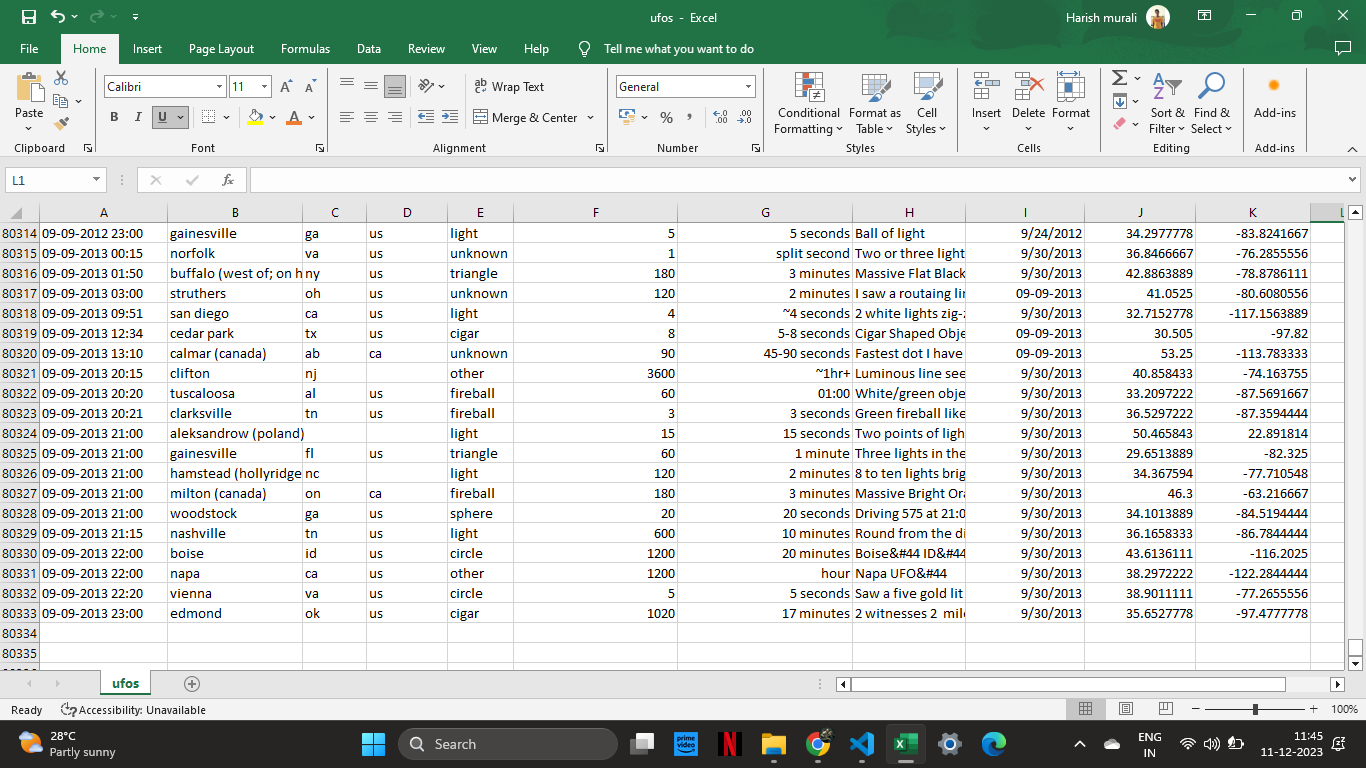 ufos - Excel
Harish murali
File Home Insert Page Layout Formulas Data Review View Help Tell me what you want to do
Paste
Clipboard
Calibri 11
B I U
Font
Wrap Text
Merge & Center
Alignment
General
Number
Conditional Formatting
Format as Table
Cell Styles
Styles
Insert Delete Format
Cells
Sort & Filter
Find & Select
Editing
Add-ins
Add-ins
L1
fx
A B C D E F G H I J K L
80314 09-09-2012 23:00 gainesville ga us light 5 5 seconds Ball of light 9/24/2012 34.2977778 -83.8241667
80315 09-09-2013 00:15 norfolk va us unknown 1 split second Two or three light 9/30/2013 36.8466667 -76.2855556
80316 09-09-2013 01:50 buffalo (west of; on h ny us triangle 180 3 minutes Massive Flat Black 9/30/2013 42.8863889 -78.8786111
80317 09-09-2013 03:00 struthers oh us unknown 120 2 minutes I saw a routaing lin 09-09-2013 41.0525 -80.6080556
80318 09-09-2013 09:51 san diego ca us light 4 ~4 seconds 2 white lights zig-z 9/30/2013 32.7152778 -117.1563889
80319 09-09-2013 12:34 cedar park tx us cigar 8 5-8 seconds Cigar Shaped Obje 09-09-2013 30.505 -97.82
80320 09-09-2013 13:10 calmar (canada) ab ca unknown 90 45-90 seconds Fastest dot I have 09-09-2013 53.25 -113.783333
80321 09-09-2013 20:15 clifton nj other 3600 ~1hr+ Luminous line see 9/30/2013 40.858433 -74.163755
80322 09-09-2013 20:20 tuscaloosa al us fireball 60 01:00 White/green obje 9/30/2013 33.2097222 -87.5691667
80323 09-09-2013 20:21 clarksville tn us fireball 3 3 seconds Green fireball like 9/30/2013 36.5297222 -87.3594444
80324 09-09-2013 21:00 aleksandrow (poland) light 15 15 seconds Two points of ligh 9/30/2013 50.465843 22.891814
80325 09-09-2013 21:00 gainesville fl us triangle 60 1 minute Three lights in the 9/30/2013 29.6513889 -82.325
80326 09-09-2013 21:00 hamstead (hollyridge nc light 120 2 minutes 8 to ten lights brig 9/30/2013 34.367594 -77.710548
80327 09-09-2013 21:00 milton (canada) on ca fireball 180 3 minutes Massive Bright Ora 9/30/2013 46.3 -63.216667
80328 09-09-2013 21:00 woodstock ga us sphere 20 20 seconds Driving 575 at 21:0 9/30/2013 34.1013889 -84.5194444
80329 09-09-2013 21:15 nashville tn us light 600 10 minutes Round from the di 9/30/2013 36.1658333 -86.7844444
80330 09-09-2013 22:00 boise id us circle 1200 20 minutes Boise&#44 ID&#44 9/30/2013 43.6136111 -116.2025
80331 09-09-2013 22:00 napa ca us other 1200 hour Napa UFO&#44 9/30/2013 38.2972222 -122.2844444
80332 09-09-2013 22:20 vienna va us circle 5 5 seconds Saw a five gold lit 9/30/2013 38.9011111 -77.2655556
80333 09-09-2013 23:00 edmond ok us cigar 1020 17 minutes 2 witnesses 2 mile 9/30/2013 35.6527778 -97.4777778
80334
80335
ufos
Ready Accessibility: Unavailable 100%
28°C
Partly sunny
Search
prime video
N
ENG
IN
11:45
11-12-2023